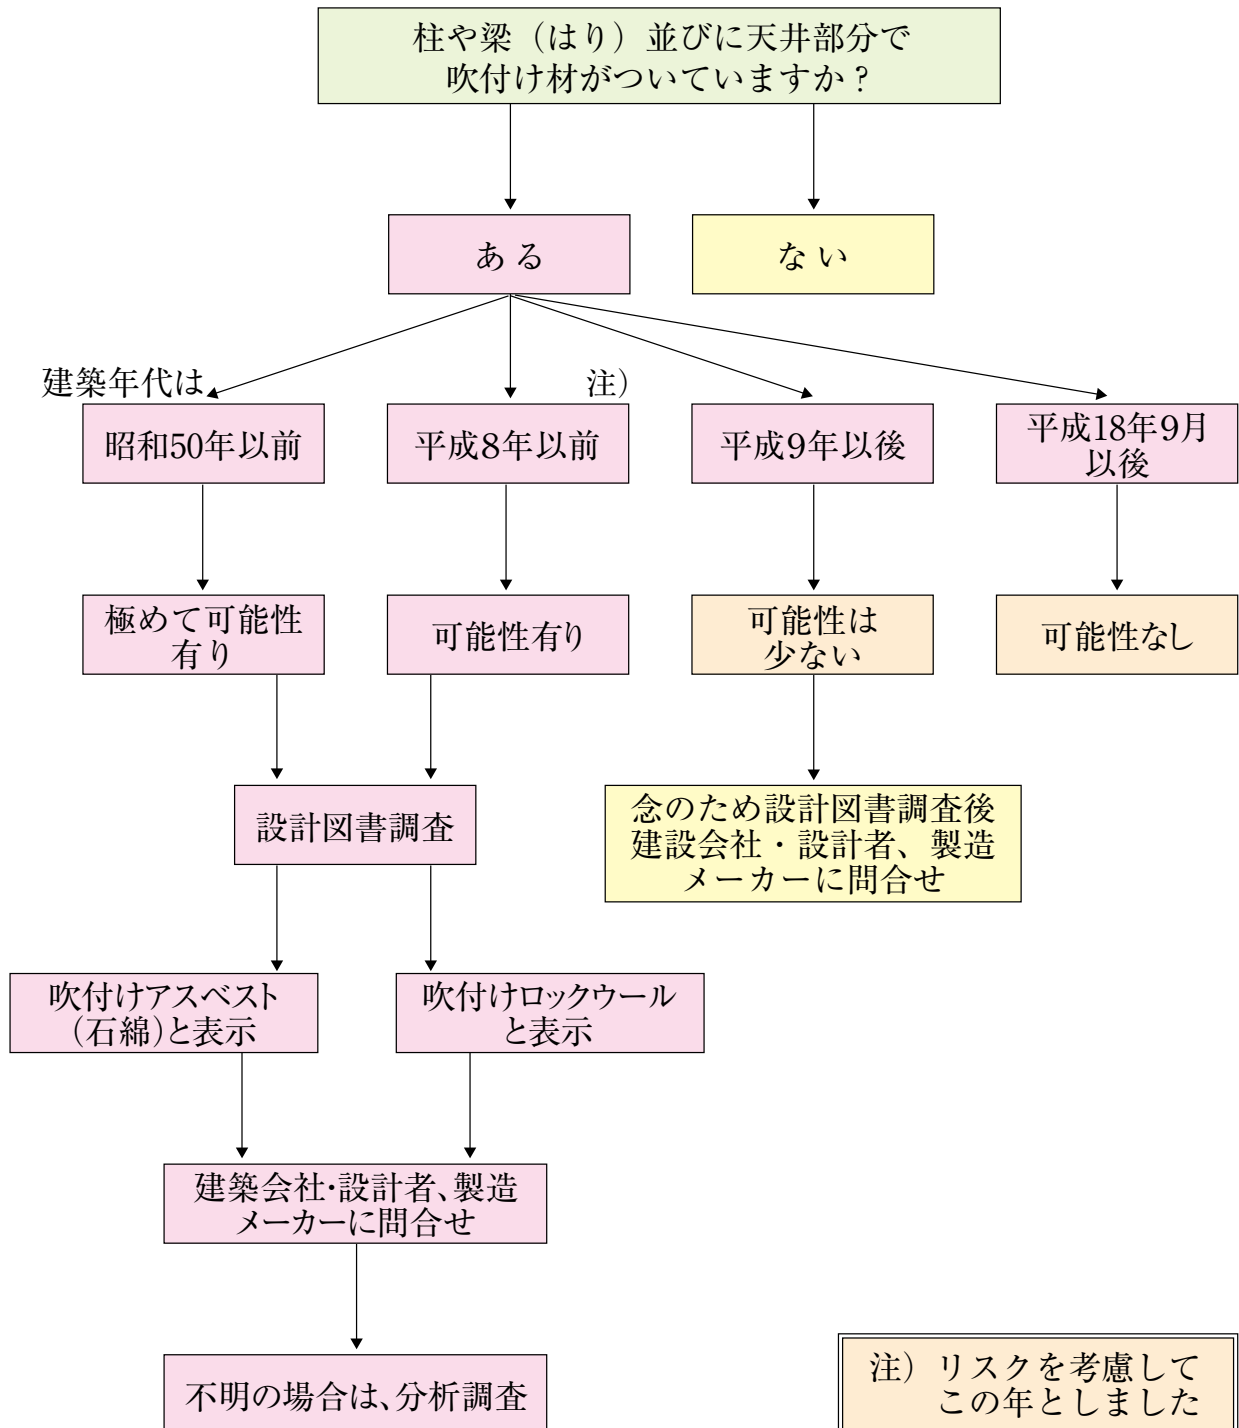 柱や梁（はり）並びに天井部分で
吹付け材がついていますか？
ある
ない
建築年代は
注）
昭和50年以前
平成8年以前
平成9年以後
平成18年9月
以後
極めて可能性
有り
可能性有り
可能性は
少ない
可能性なし
設計図書調査
念のため設計図書調査後
建設会社・設計者、製造
メーカーに問合せ
吹付けアスベスト
（石綿）と表示
吹付けロックウール
と表示
建築会社・設計者、製造
メーカーに問合せ
不明の場合は、分析調査
注）リスクを考慮して
この年としました